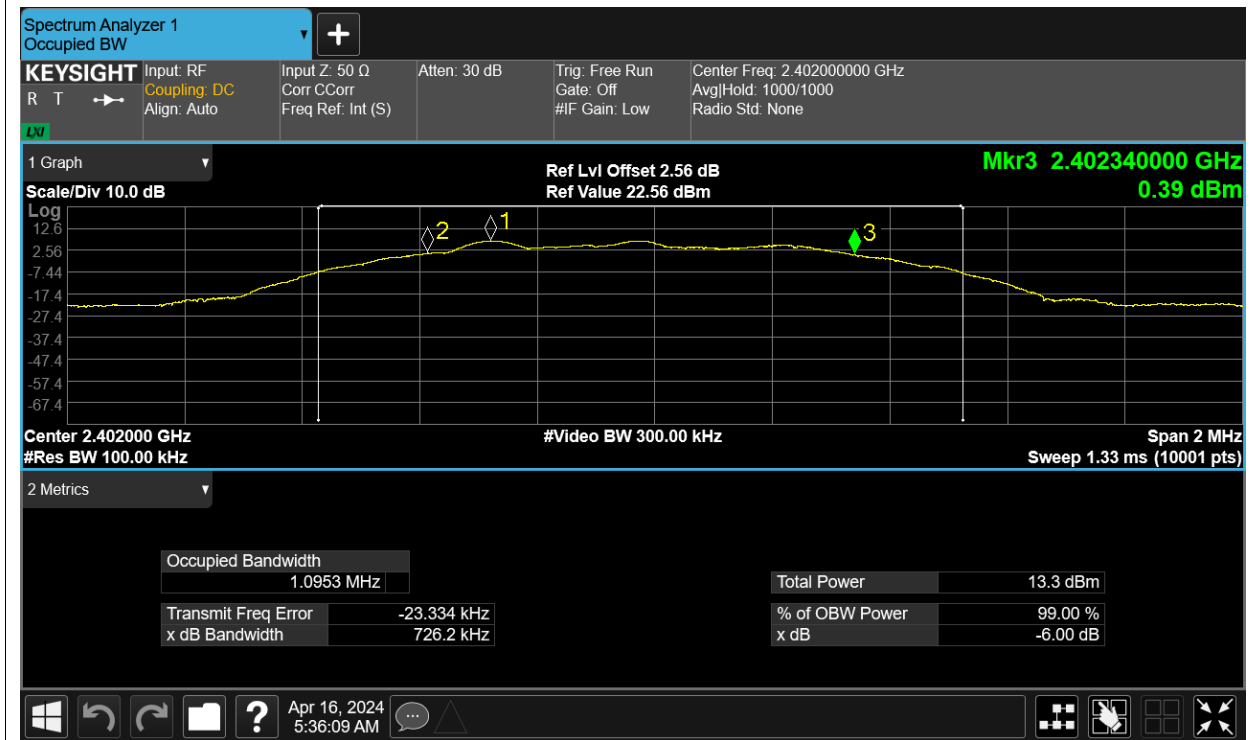 Spectrum Analyzer 1
Occupied BW
+
KEYSIGHT
R T
LXI
Input: RF
Coupling: DC
Align: Auto
Input Z: 50 Ω
Corr CCorr
Freq Ref: Int (S)
Atten: 30 dB
Trig: Free Run
Gate: Off
#IF Gain: Low
Center Freq: 2.402000000 GHz
Avg|Hold: 1000/1000
Radio Std: None
1 Graph
Scale/Div 10.0 dB
Ref Lvl Offset 2.56 dB
Ref Value 22.56 dBm
Mkr3 2.402340000 GHz
0.39 dBm
Log
12.6
2.56
-7.44
-17.4
-27.4
-37.4
-47.4
-57.4
-67.4
2
1
3
Center 2.402000 GHz
#Res BW 100.00 kHz
#Video BW 300.00 kHz
Span 2 MHz
Sweep 1.33 ms (10001 pts)
2 Metrics
Occupied Bandwidth
1.0953 MHz
Transmit Freq Error -23.334 kHz
x dB Bandwidth 726.2 kHz
Total Power 13.3 dBm
% of OBW Power 99.00 %
x dB -6.00 dB
?
Apr 16, 2024
5:36:09 AM